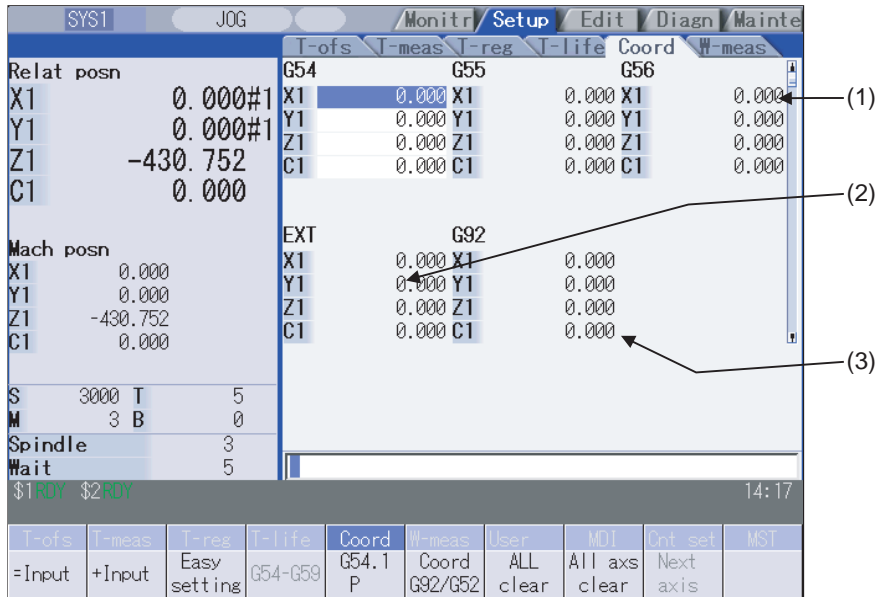 SYS1 JOG Monitr Setup Edit Diagn Mainte
T-ofs T-meas T-reg T-life Coord W-meas
Relat posn
X1 0.000#1
Y1 0.000#1
Z1 -430.752
C1 0.000
Mach posn
X1 0.000
Y1 0.000
Z1 -430.752
C1 0.000
S 3000 T 5
M 3 B 0
Spindle 3
Wait 5
G54 G55 G56
X1 0.000 X1 0.000 X1 0.000
Y1 0.000 Y1 0.000 Y1 0.000
Z1 0.000 Z1 0.000 Z1 0.000
C1 0.000 C1 0.000 C1 0.000
EXT G92
X1 0.000 X1 0.000
Y1 0.000 Y1 0.000
Z1 0.000 Z1 0.000
C1 0.000 C1 0.000
(1)
(2)
(3)
$1RDY $2RDY 14:17
T-ofs T-meas T-reg T-life Coord W-meas User MDI Cnt set MST
=Input +Input Easy setting G54-G59 G54.1 P Coord G92/G52 ALL clear All axs clear Next axis